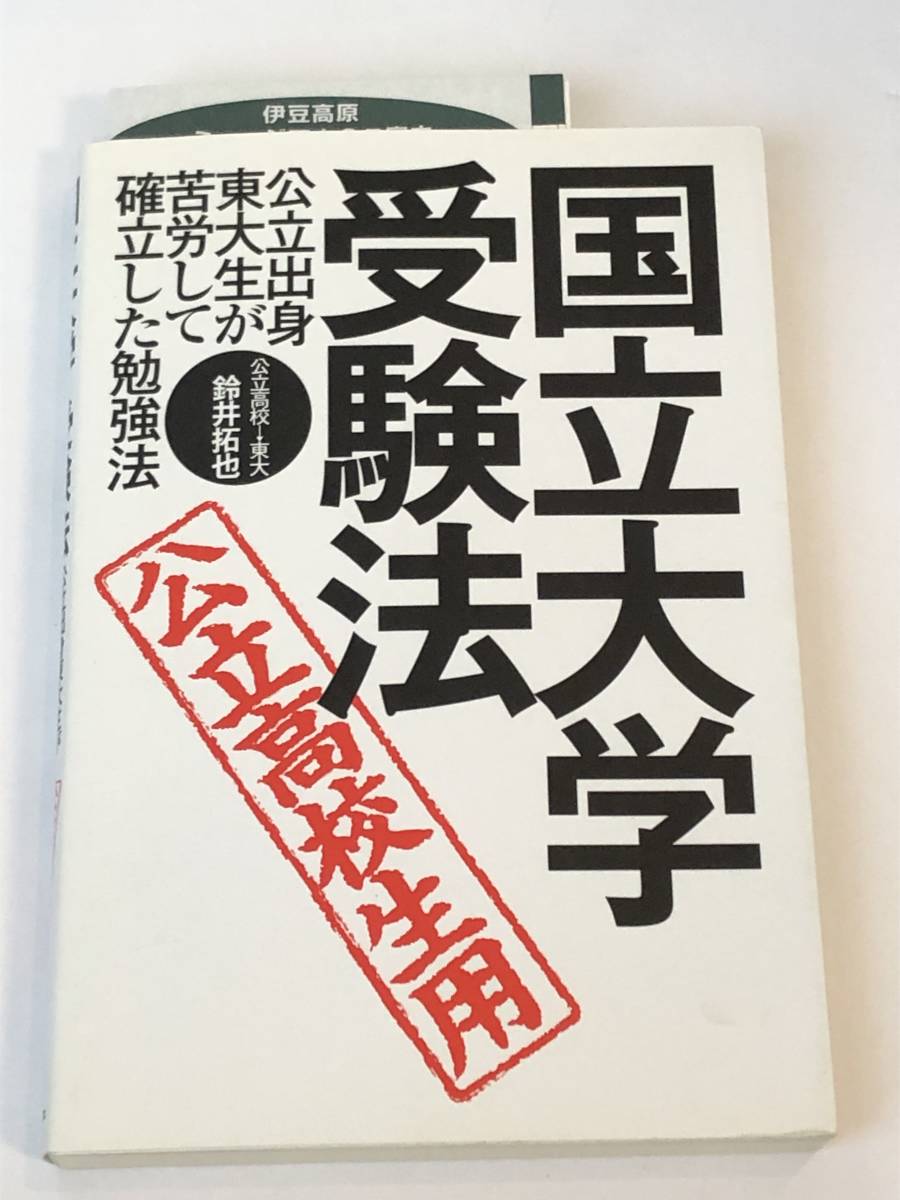 伊豆高原
国立大学
受験法
公立出身
東大生が
苦労して
確立した勉強法
公立高校→東大
鈴井拓也
公立高校生用